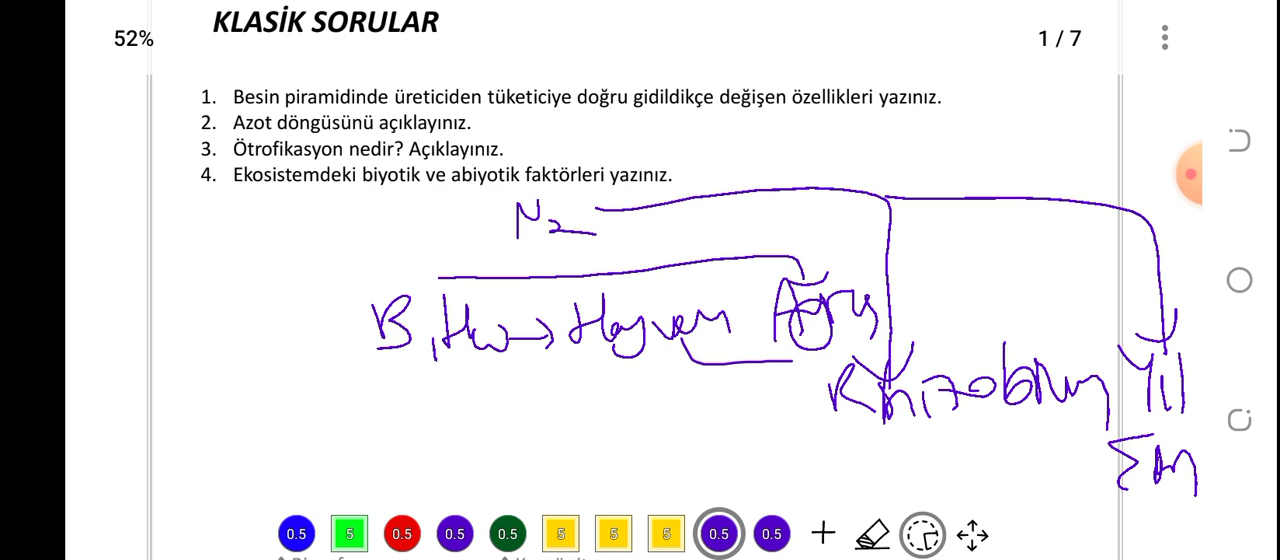 KLASİK SORULAR
52%
1 / 7
1. Besin piramidinde üreticiden tüketiciye doğru gidildikçe değişen özellikleri yazınız.
2. Azot döngüsünü açıklayınız.
3. Ötrofikasyon nedir? Açıklayınız.
4. Ekosistemdeki biyotik ve abiyotik faktörleri yazınız.
N2
Hayvan
Rhizobium
0.5 5 0.5 0.5 0.5 5 5 5 0.5 0.5